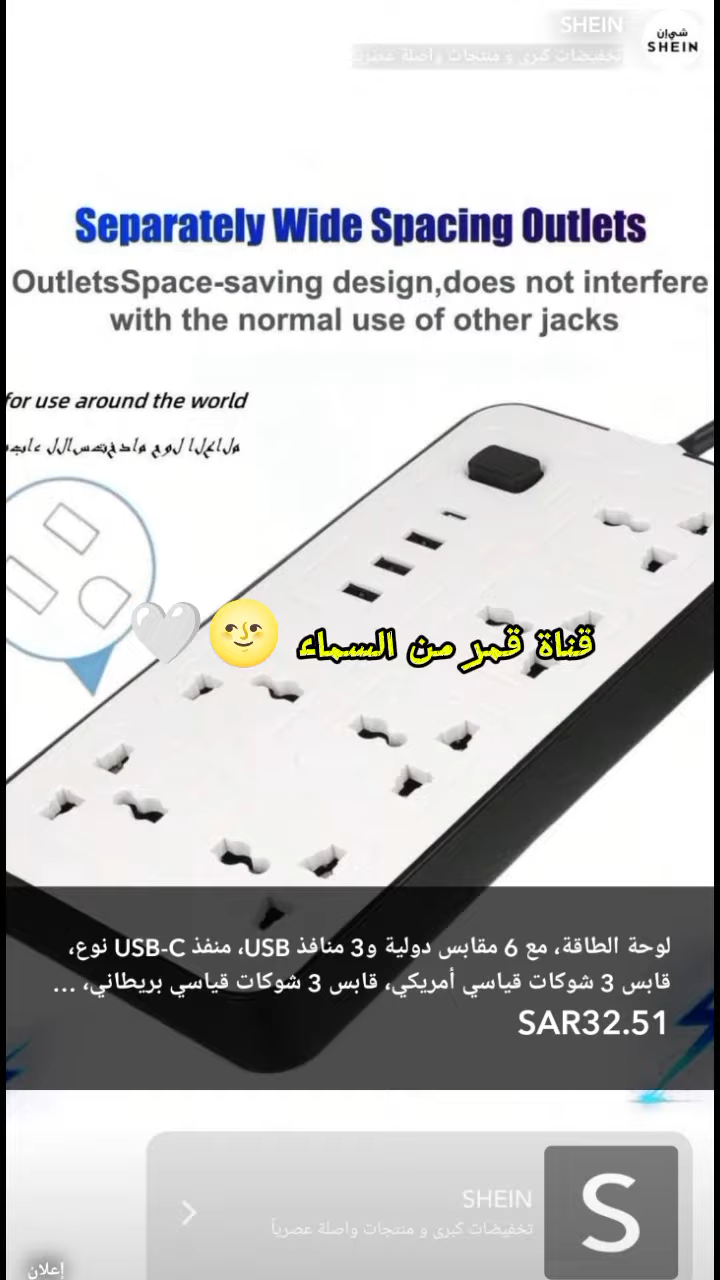 SHEIN
شي إن
SHEIN
تخفيضات كبرى و منتجات واصلة عصرياً
Separately Wide Spacing Outlets
OutletsSpace-saving design,does not interfere
with the normal use of other jacks
for use around the world
قناة قمر من السماء 🌝🤍
لوحة الطاقة، مع 6 مقابس دولية و3 منافذ USB، منفذ USB-C نوع،
قابس 3 شوكات قياسي أمريكي، قابس 3 شوكات قياسي بريطاني، ...
SAR32.51
S
SHEIN
تخفيضات كبرى و منتجات واصلة عصرياً
إعلان